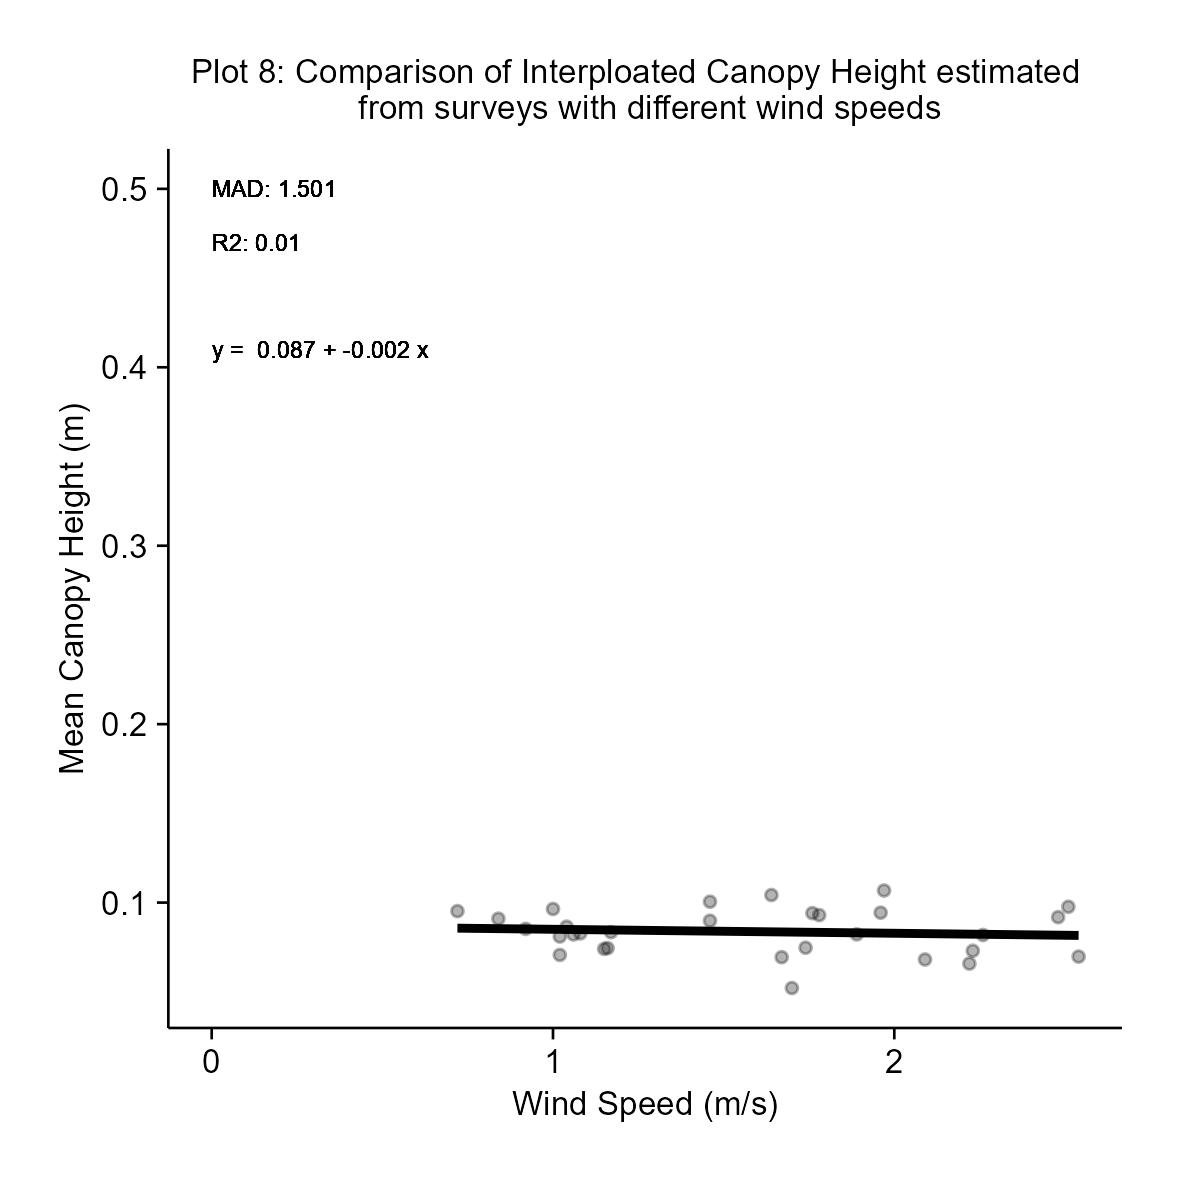 Plot 8: Comparison of Interploated Canopy Height estimated
from surveys with different wind speeds
MAD: 1.501
R2: 0.01
y =  0.087 + -0.002 x
Mean Canopy Height (m)
0.5
0.4
0.3
0.2
0.1
0
1
2
Wind Speed (m/s)